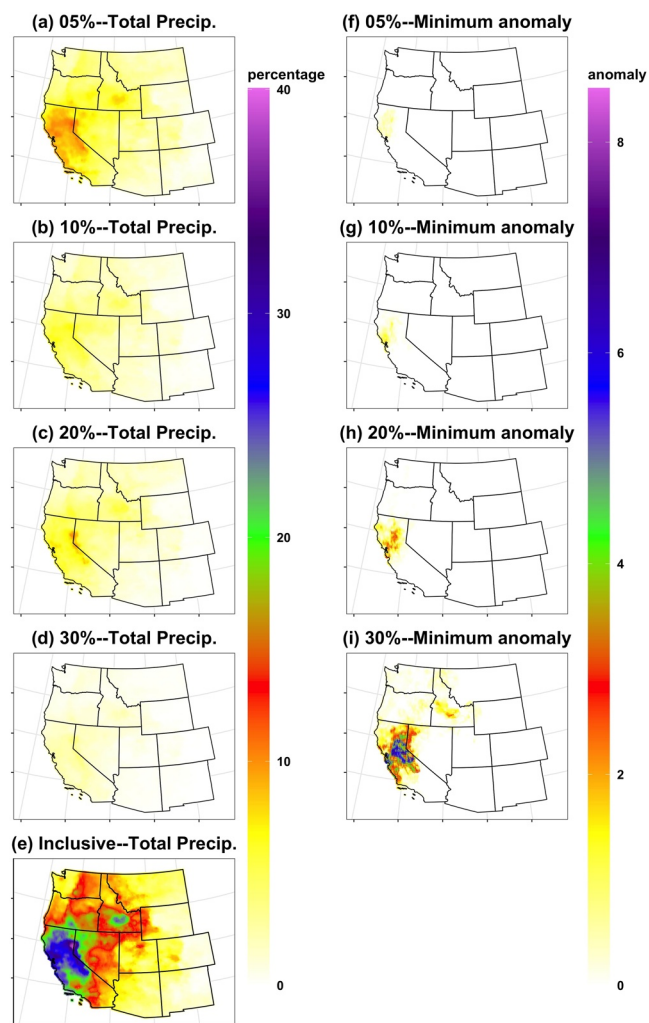 (a) 05%--Total Precip.
(f) 05%--Minimum anomaly
percentage
anomaly
40
30
20
10
0
8
6
4
2
0
(b) 10%--Total Precip.
(g) 10%--Minimum anomaly
(c) 20%--Total Precip.
(h) 20%--Minimum anomaly
(d) 30%--Total Precip.
(i) 30%--Minimum anomaly
(e) Inclusive--Total Precip.